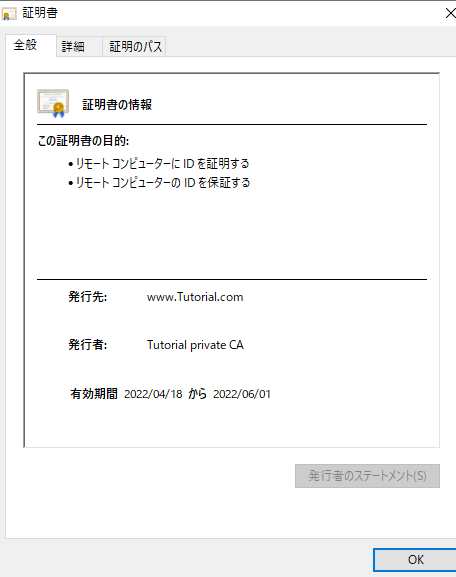 証明書
全般
詳細
証明のパス
証明書の情報
この証明書の目的:
• リモート コンピューターに ID を証明する
• リモート コンピューターの ID を保証する
発行先: www.Tutorial.com
発行者: Tutorial private CA
有効期間 2022/04/18 から 2022/06/01
発行者のステートメント(S)
OK